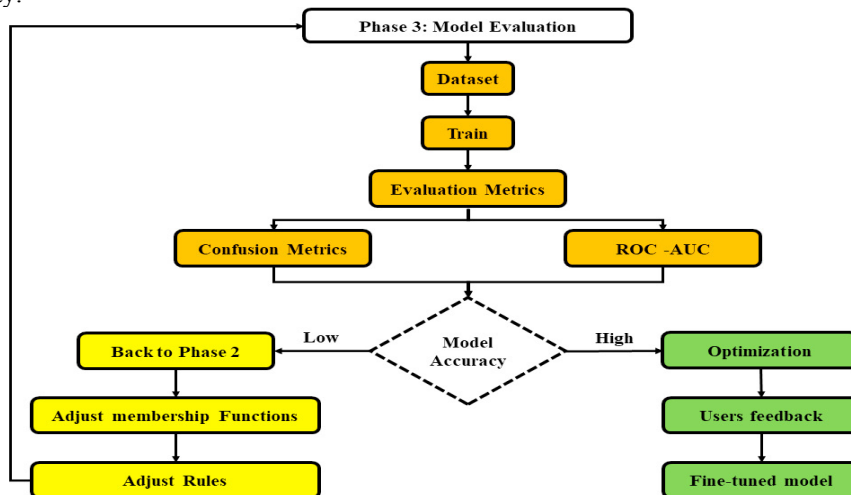 Phase 3: Model Evaluation
Dataset
Train
Evaluation Metrics
Confusion Metrics
ROC -AUC
Model
Accuracy
Low
High
Back to Phase 2
Optimization
Adjust membership Functions
Users feedback
Adjust Rules
Fine-tuned model